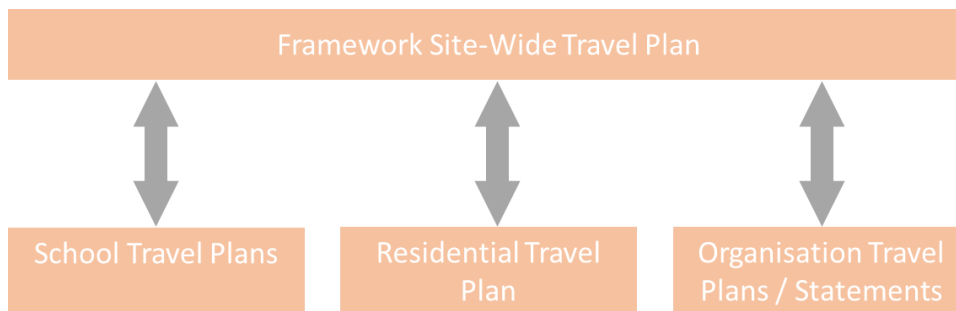 Framework Site-Wide Travel Plan
School Travel Plans
Residential Travel
Plan
Organisation Travel
Plans / Statements